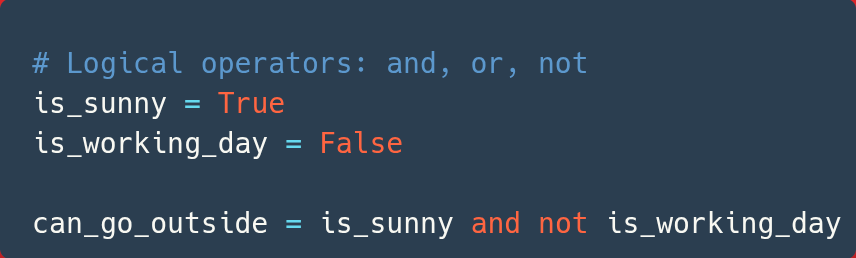 # Logical operators: and, or, not
is_sunny = True
is_working_day = False
can_go_outside = is_sunny and not is_working_day